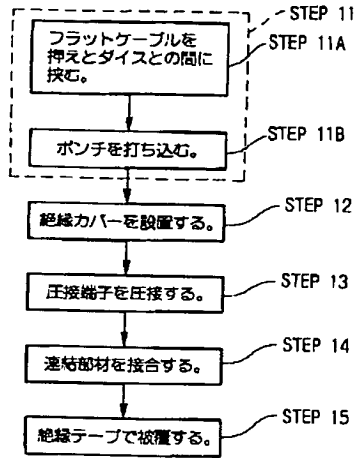 STEP 11
フラットケーブルを
押えとダイスとの間に
挟む。
STEP 11A
ポンチを打ち込む。
STEP 11B
絶縁カバーを設置する。
STEP 12
圧接端子を圧接する。
STEP 13
連結部材を接合する。
STEP 14
絶縁テープで被覆する。
STEP 15